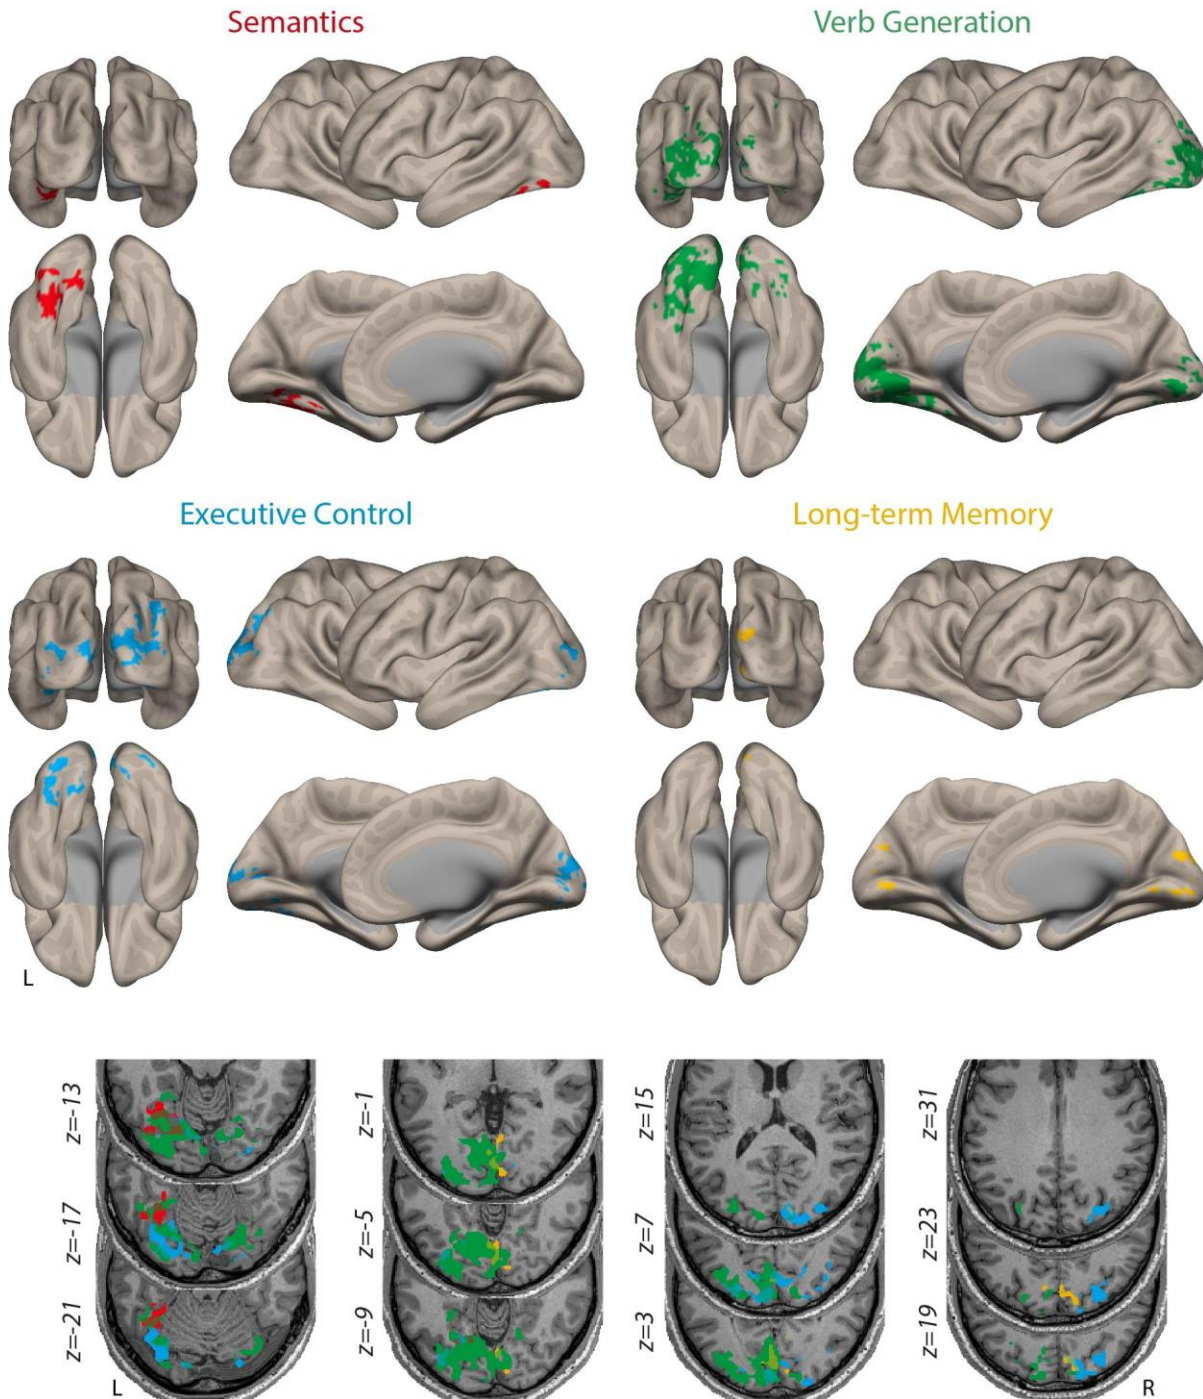 Semantics
Verb Generation
Executive Control
Long-term Memory
L
z=-13
z=-17
z=-21
z=-1
z=-5
z=-9
z=15
z=7
z=3
z=31
z=23
z=19
L
R